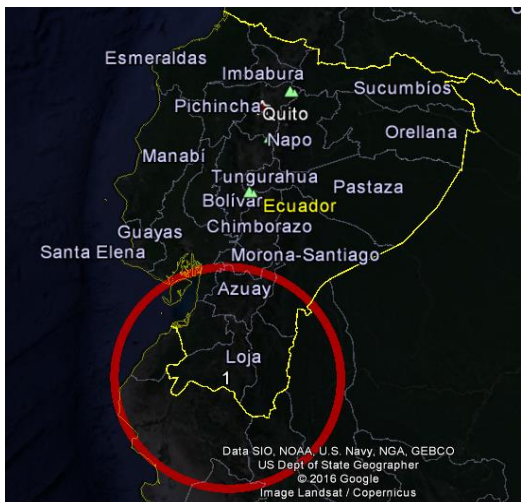 Esmeraldas
Imbabura
Sucumbíos
Pichincha
Quito
Orellana
Napo
Manabí
Tungurahua
Pastaza
Bolívar
Ecuador
Guayas
Chimborazo
Santa Elena
Morona-Santiago
Azuay
Loja
1
Data SIO, NOAA, U.S. Navy, NGA, GEBCO
US Dept of State Geographer
© 2016 Google
Image Landsat / Copernicus